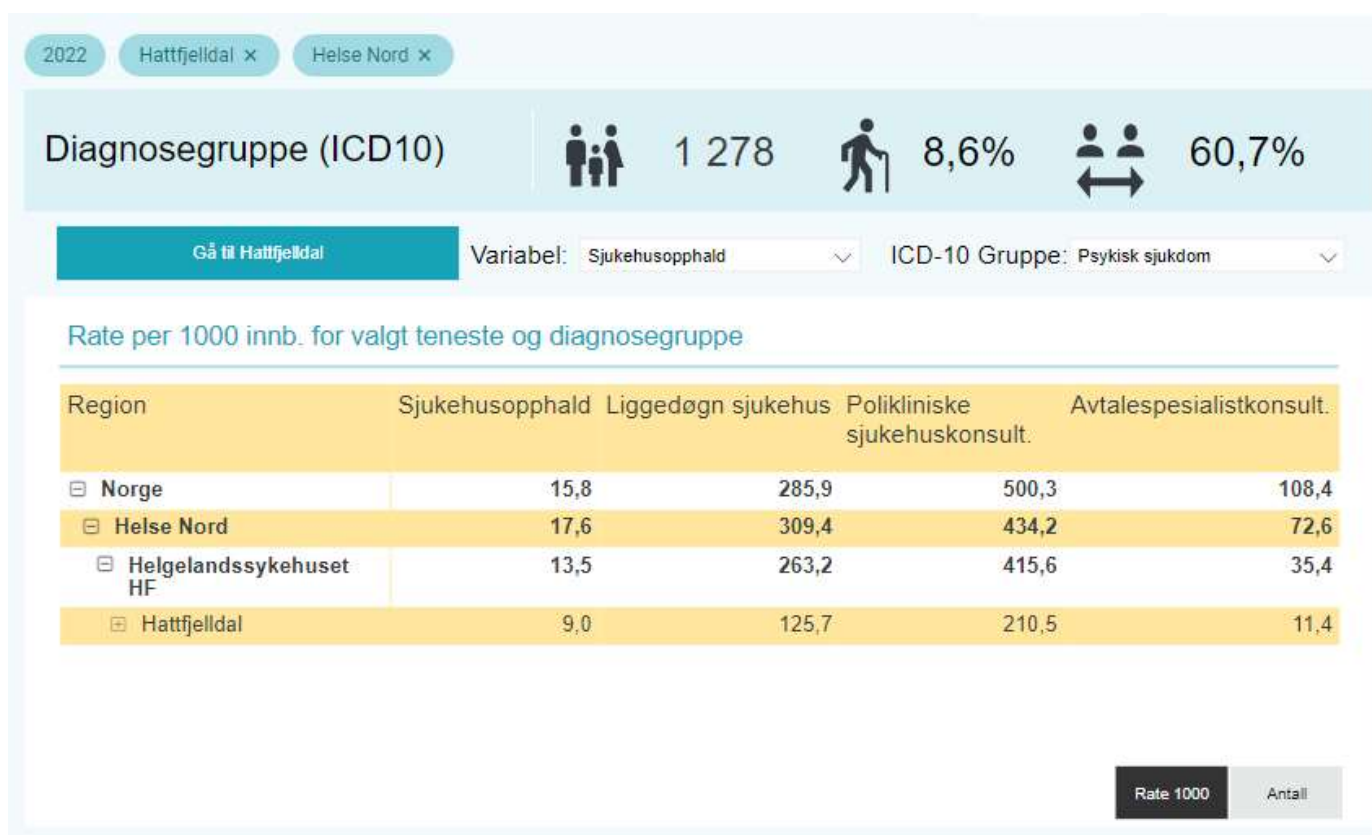 2022 Hattfjelldal × Helse Nord ×
Diagnosegruppe (ICD10) 1 278 8,6% 60,7%
Gå til Hattfjelldal Variabel: Sjukehusopphald ICD-10 Gruppe: Psykisk sjukdom
Rate per 1000 innb. for valgt teneste og diagnosegruppe
Region Sjukehusopphald Liggedøgn sjukehus Polikliniske Avtalespesialistkonsult.
sjukehuskonsult.
Norge 15,8 285,9 500,3 108,4
Helse Nord 17,6 309,4 434,2 72,6
Helgelandssykehuset 13,5 263,2 415,6 35,4
HF
Hattfjelldal 9,0 125,7 210,5 11,4
Rate 1000 Antall